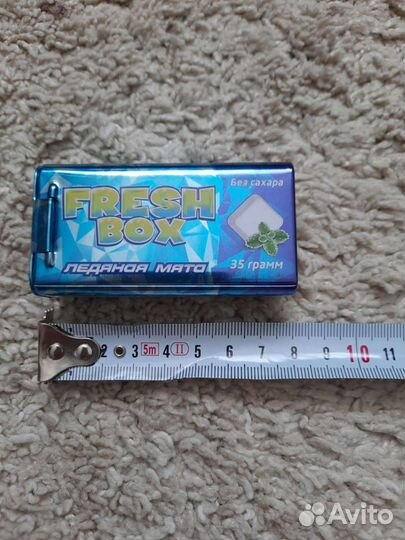 Без сахара
FRESH
BOX
ЛЕДЯНАЯ МЯТА
35 грамм
2 3 5m 4 II 5 6 7 8 9 10 11
Avito